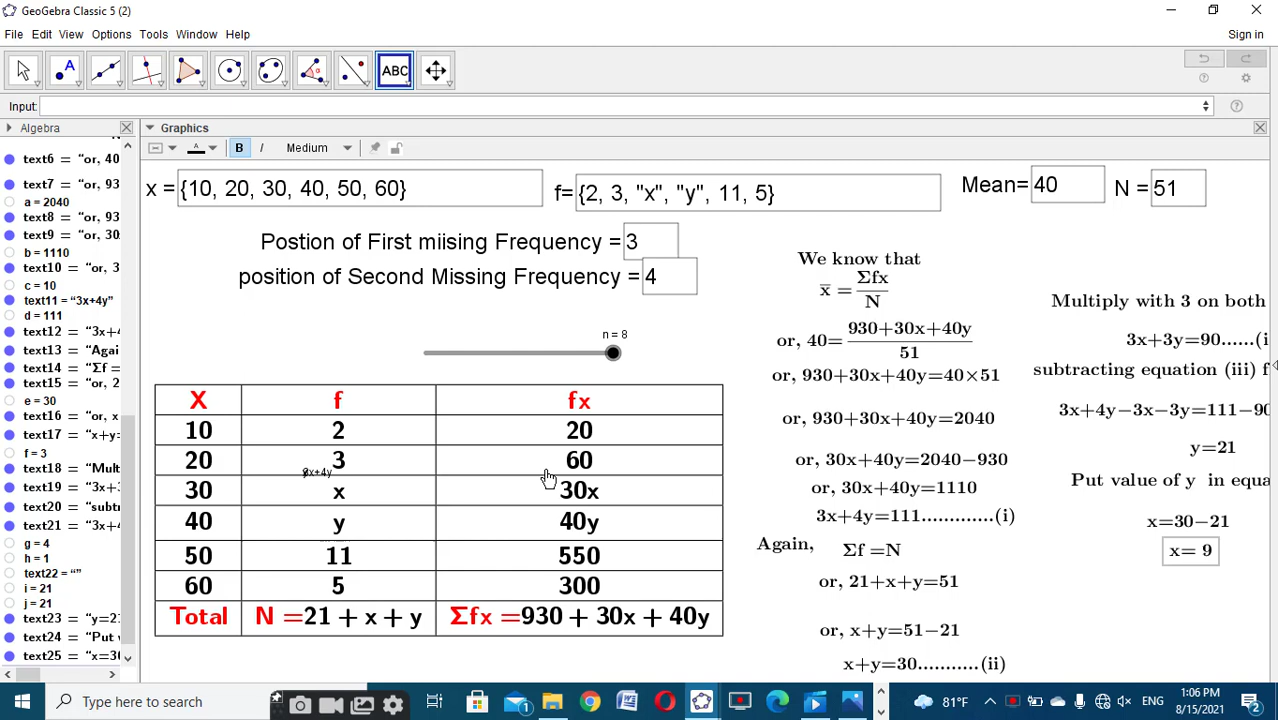 GeoGebra Classic 5 (2)
File Edit View Options Tools Window Help
Sign in
A
ABC
Input:
Algebra
Graphics
A B I Medium
text6 = "or, 40
text7 = "or, 93
a = 2040
text8 = "or, 93
text9 = "or, 30x
b = 1110
text10 = "or, 3
c = 10
text11 = "3x+4y"
d = 111
text12 = "3x+4
text13 = "Agai
text14 = "Σf =
text15 = "or, 2
e = 30
text16 = "or, x
text17 = "x+y=
f = 3
text18 = "Mult
text19 = "3x+3
text20 = "subt
text21 = "3x+4
g = 4
h = 1
text22 = ""
i = 21
j = 21
text23 = "y=2
text24 = "Put v
text25 = "x=30
x = {10, 20, 30, 40, 50, 60}
f= {2, 3, "x", "y", 11, 5}
Mean= 40
N = 51
Postion of First miising Frequency = 3
position of Second Missing Frequency = 4
n = 8
X f fx
10 2 20
20 3 60
30 x 30x
40 y 40y
50 11 550
60 5 300
Total N =21 + x + y Σfx =930 + 30x + 40y
We know that
x̄ = Σfx/N
or, 40= 930+30x+40y/51
or, 930+30x+40y=40×51
or, 930+30x+40y=2040
or, 30x+40y=2040−930
or, 30x+40y=1110
3x+4y=111.............(i)
Again, Σf =N
or, 21+x+y=51
or, x+y=51−21
x+y=30...........(ii)
Multiply with 3 on both
3x+3y=90......(i
subtracting equation (iii) f
3x+4y−3x−3y=111−90
y=21
Put value of y in equa
x=30−21
x= 9
Type here to search
1
81°F
ENG
1:06 PM
8/15/2021
2